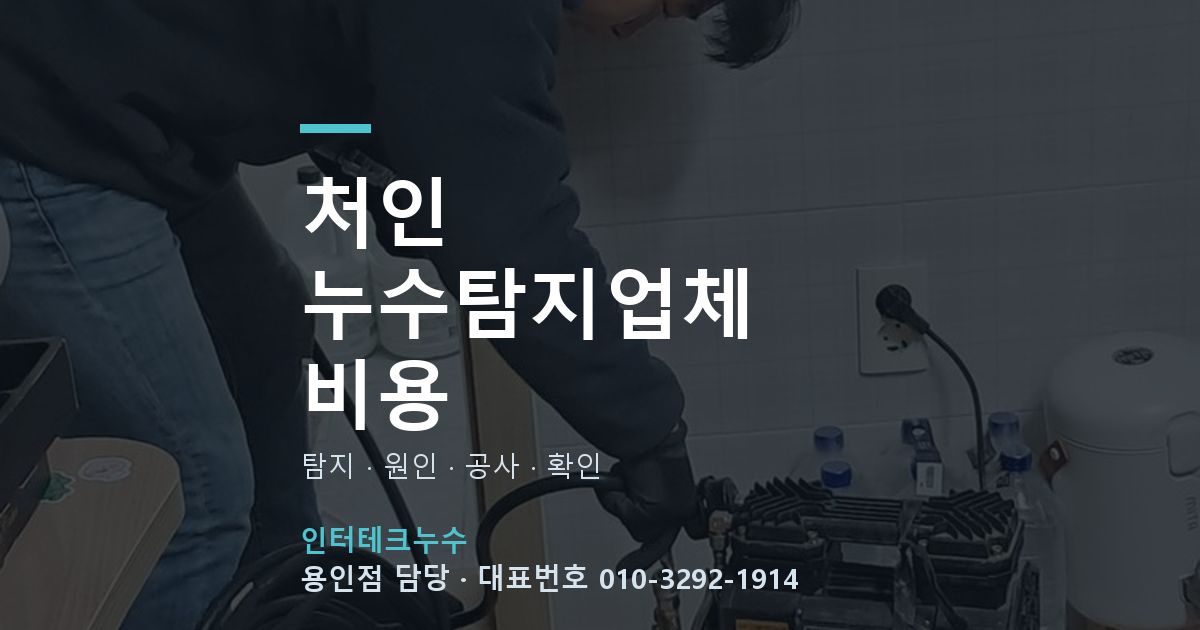 처인
누수탐지업체
비용
탐지 · 원인 · 공사 · 확인
인터테크누수
용인점 담당 · 대표번호 010-3292-1914